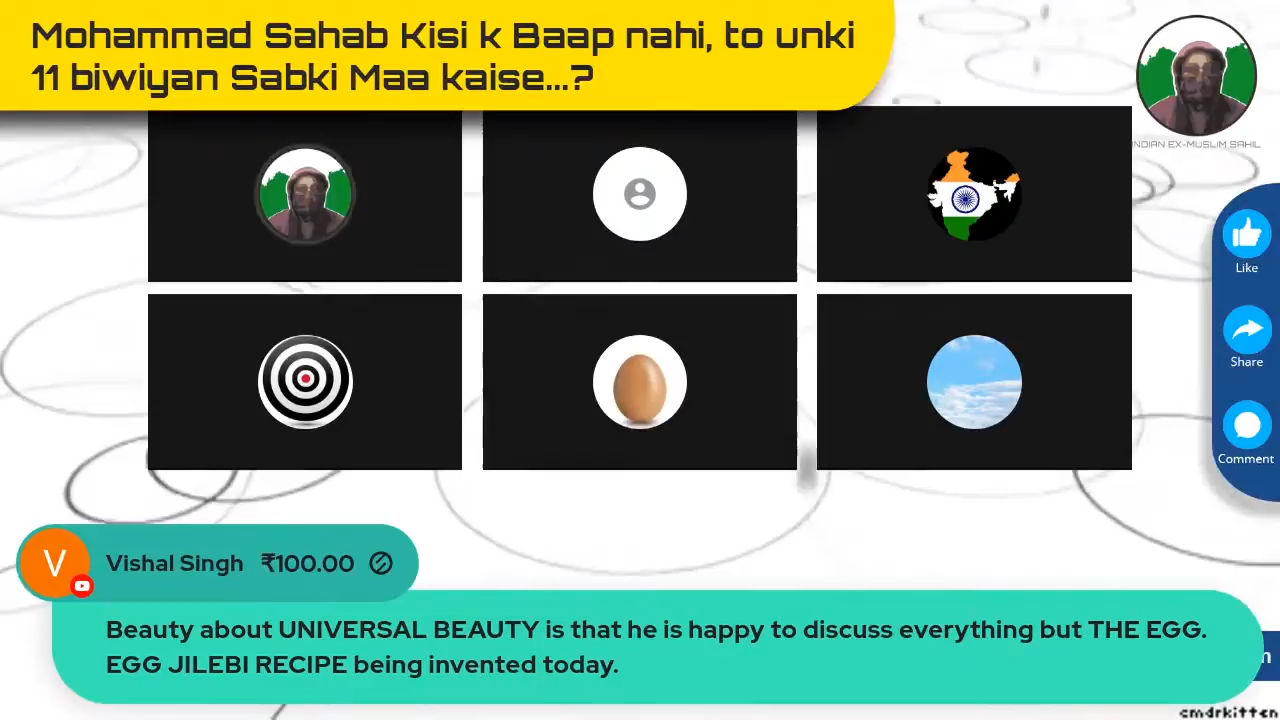 Mohammad Sahab Kisi k Baap nahi, to unki
11 biwiyan Sabki Maa kaise...?
INDIAN EX-MUSLIM SAHIL
Like
Share
Comment
V
Vishal Singh ₹100.00
Beauty about UNIVERSAL BEAUTY is that he is happy to discuss everything but THE EGG.
EGG JILEBI RECIPE being invented today.
n
cmdrkitten